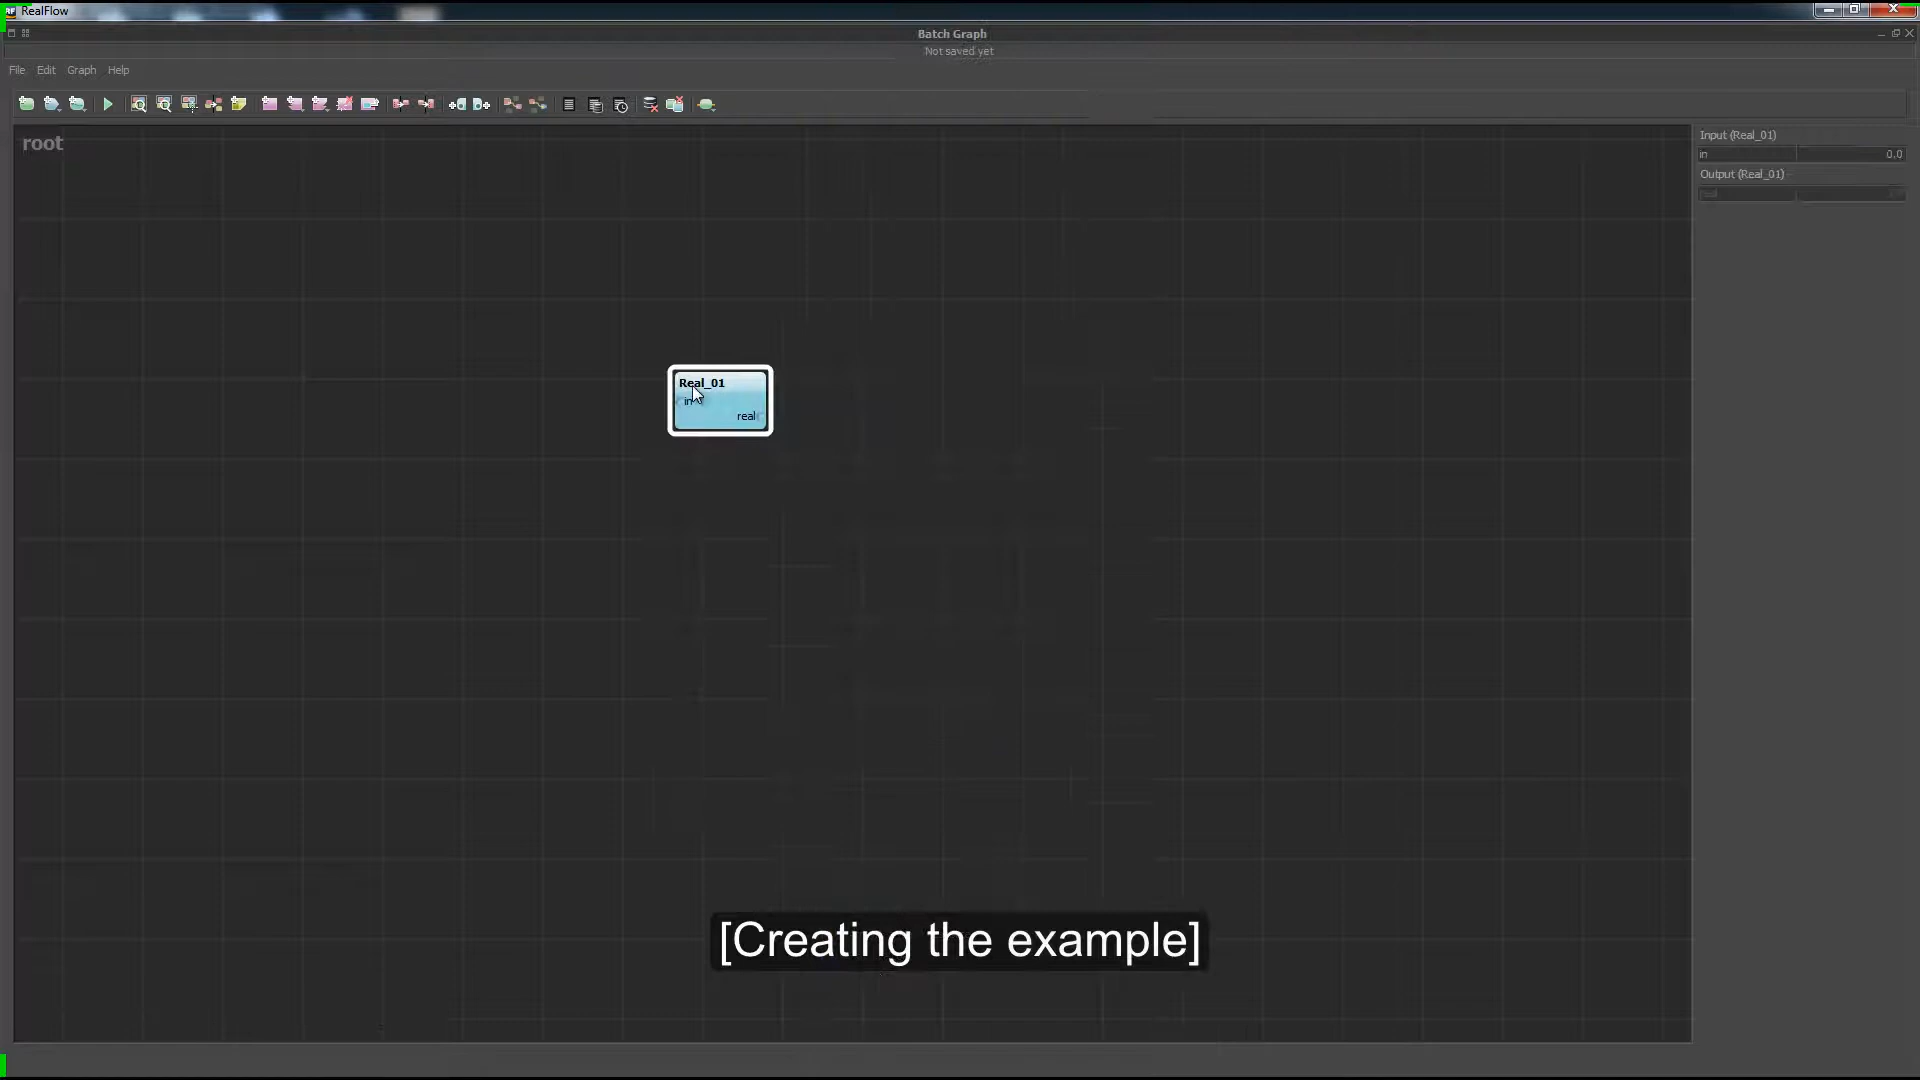 RealFlow
Batch Graph
Not saved yet
File Edit Graph Help
root
Input (Real_01)
in 0.0
Output (Real_01)
Real_01
in
real
[Creating the example]